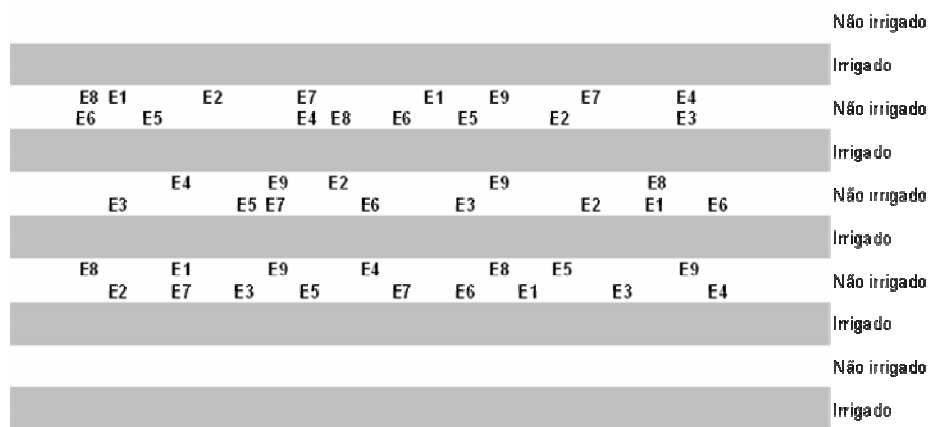 Não irrigado
Irrigado
E8 E1 E2 E7 E1 E9 E7 E4
Não irrigado
E6 E5 E4 E8 E6 E5 E2 E3
Irrigado
E4 E9 E2 E9 E8
Não irrigado
E3 E5 E7 E6 E3 E2 E1 E6
Irrigado
E8 E1 E9 E4 E8 E5 E9
Não irrigado
E2 E7 E3 E5 E7 E6 E1 E3 E4
Irrigado
Não irrigado
Irrigado